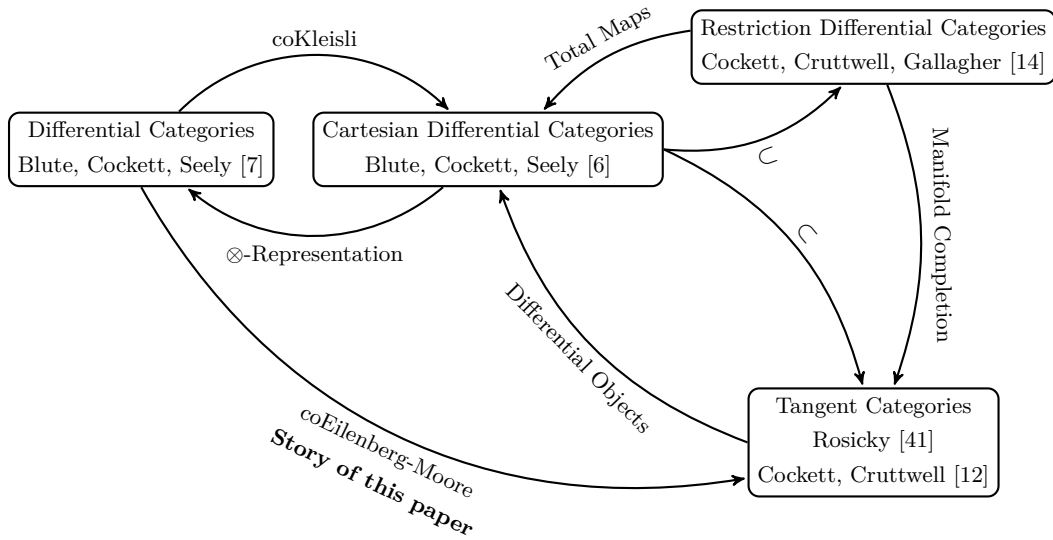 coKleisli
Total Maps
Restriction Differential Categories
Cockett, Cruttwell, Gallagher [14]
Differential Categories
Blute, Cockett, Seely [7]
Cartesian Differential Categories
Blute, Cockett, Seely [6]
⊂
Manifold Completion
⊗-Representation
⊂
Differential Objects
coEilenberg-Moore
Story of this paper
Tangent Categories
Rosicky [41]
Cockett, Cruttwell [12]